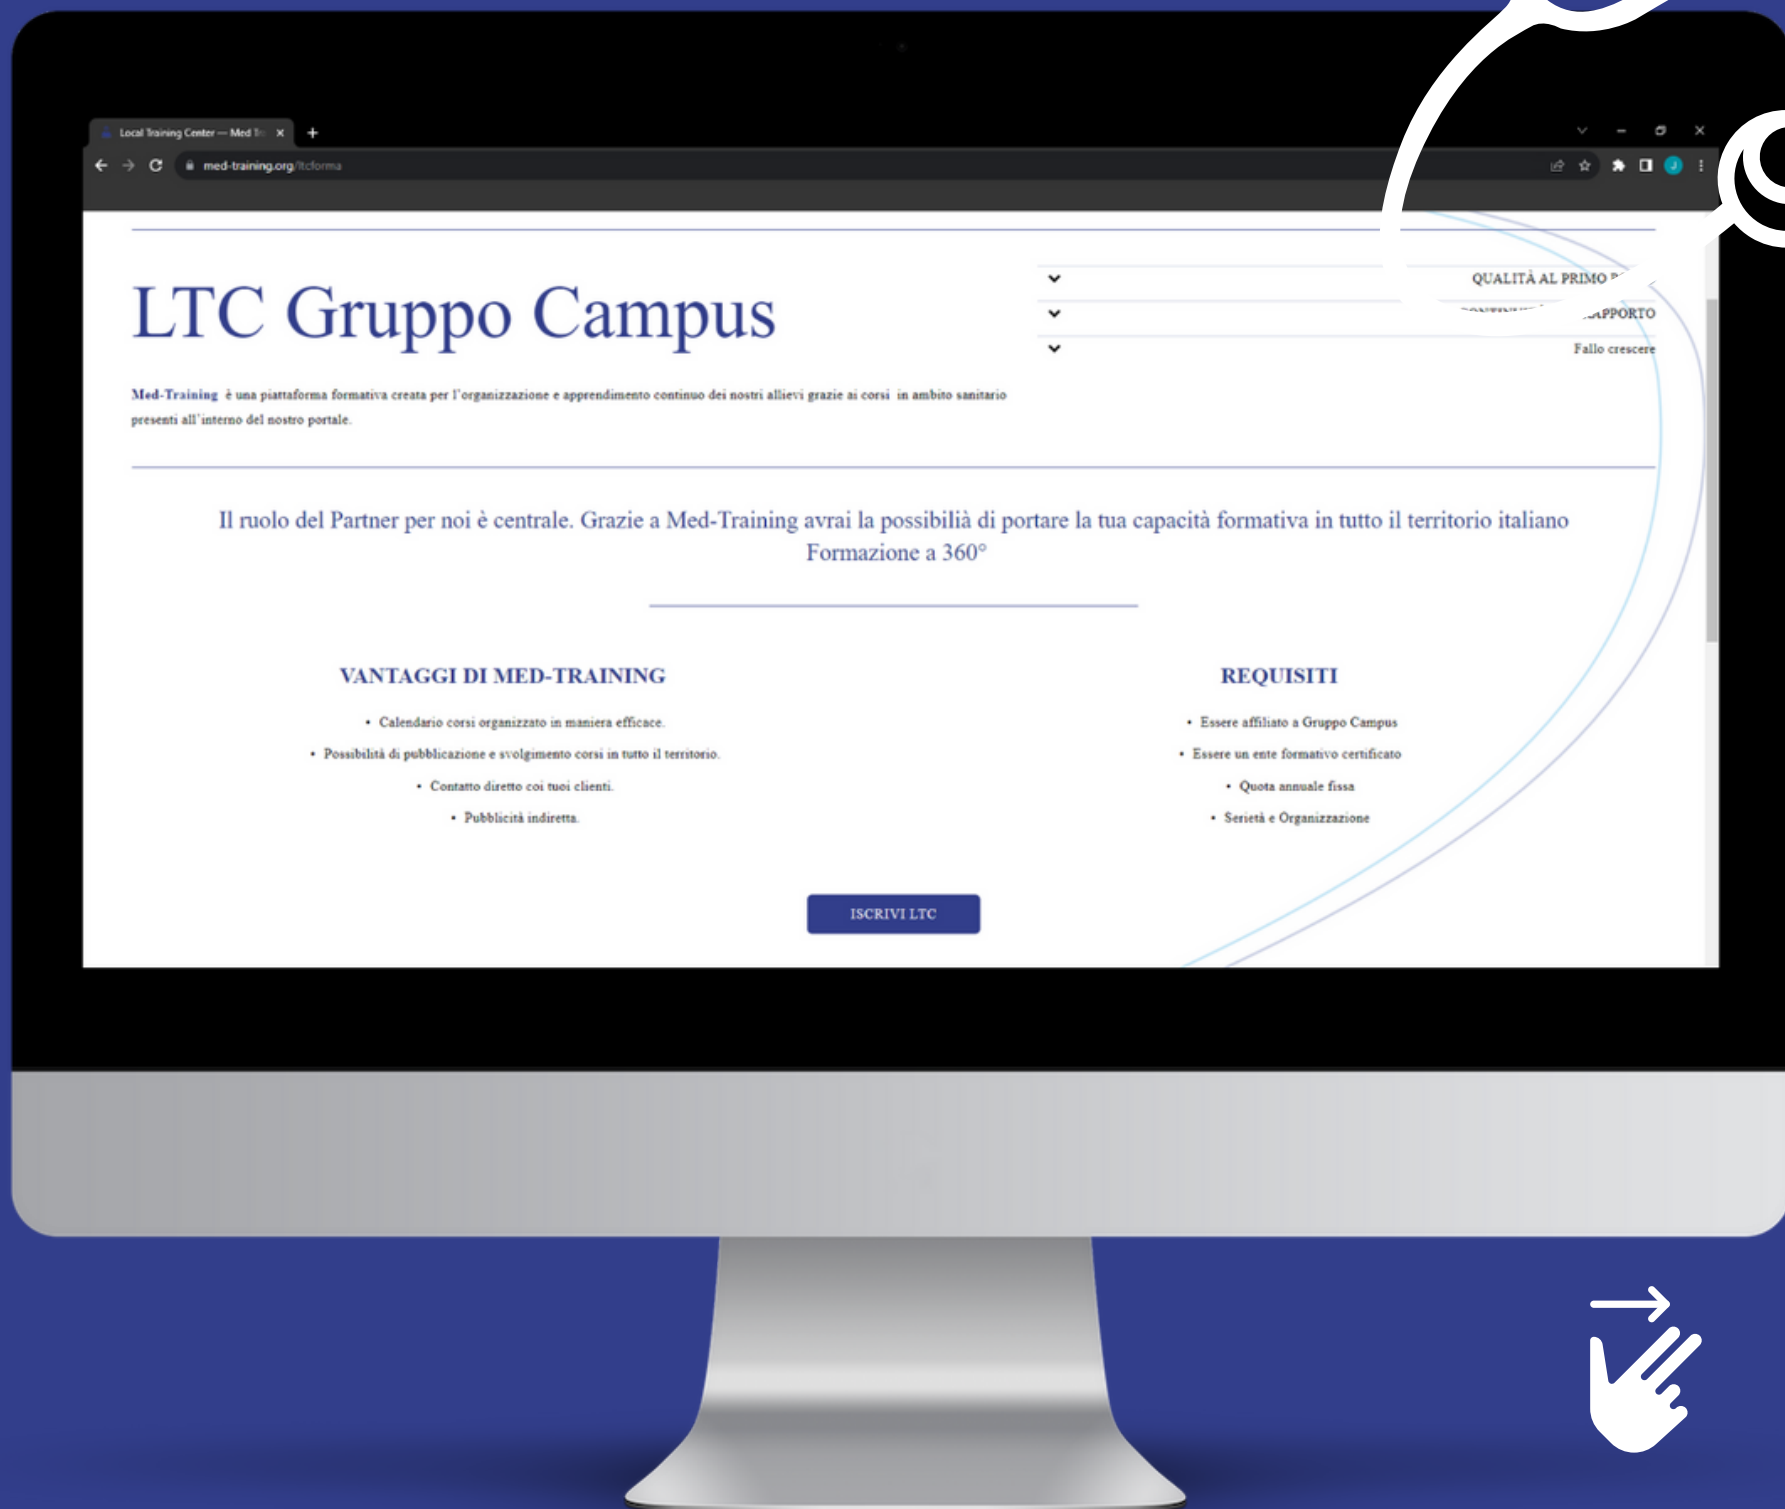 Local Training Center — Med Tr
med-training.org/ltcforma
LTC Gruppo Campus
QUALITÀ AL PRIMO
Fallo crescere
Med-Training è una piattaforma formativa creata per l'organizzazione e apprendimento continuo dei nostri allievi grazie ai corsi in ambito sanitario
presenti all'interno del nostro portale.
Il ruolo del Partner per noi è centrale. Grazie a Med-Training avrai la possibilià di portare la tua capacità formativa in tutto il territorio italiano
Formazione a 360°
VANTAGGI DI MED-TRAINING
• Calendario corsi organizzato in maniera efficace.
• Possibilità di pubblicazione e svolgimento corsi in tutto il territorio.
• Contatto diretto coi tuoi clienti.
• Pubblicità indiretta.
REQUISITI
• Essere affiliato a Gruppo Campus
• Essere un ente formativo certificato
• Quota annuale fissa
• Serietà e Organizzazione
ISCRIVI LTC